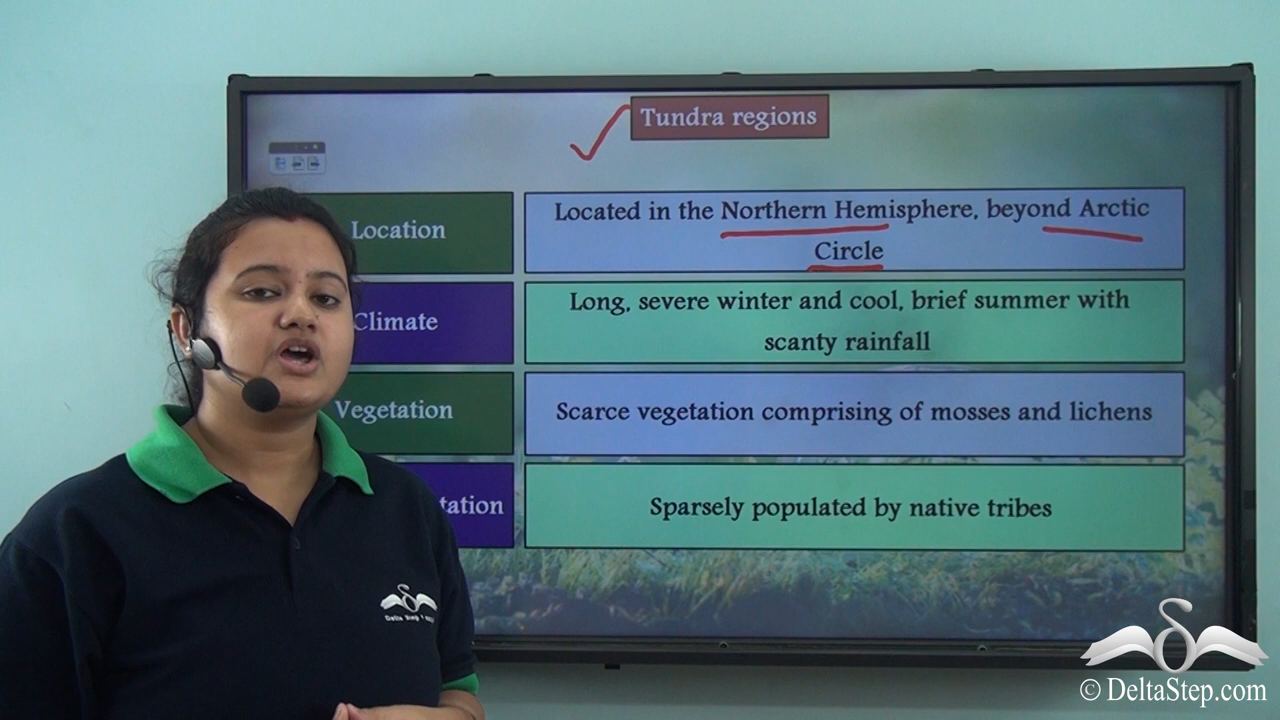 Tundra regions
Location
Located in the Northern Hemisphere, beyond Arctic
Circle
Climate
Long, severe winter and cool, brief summer with
scanty rainfall
Vegetation
Scarce vegetation comprising of mosses and lichens
tation
Sparsely populated by native tribes
Delta Step
© DeltaStep.com